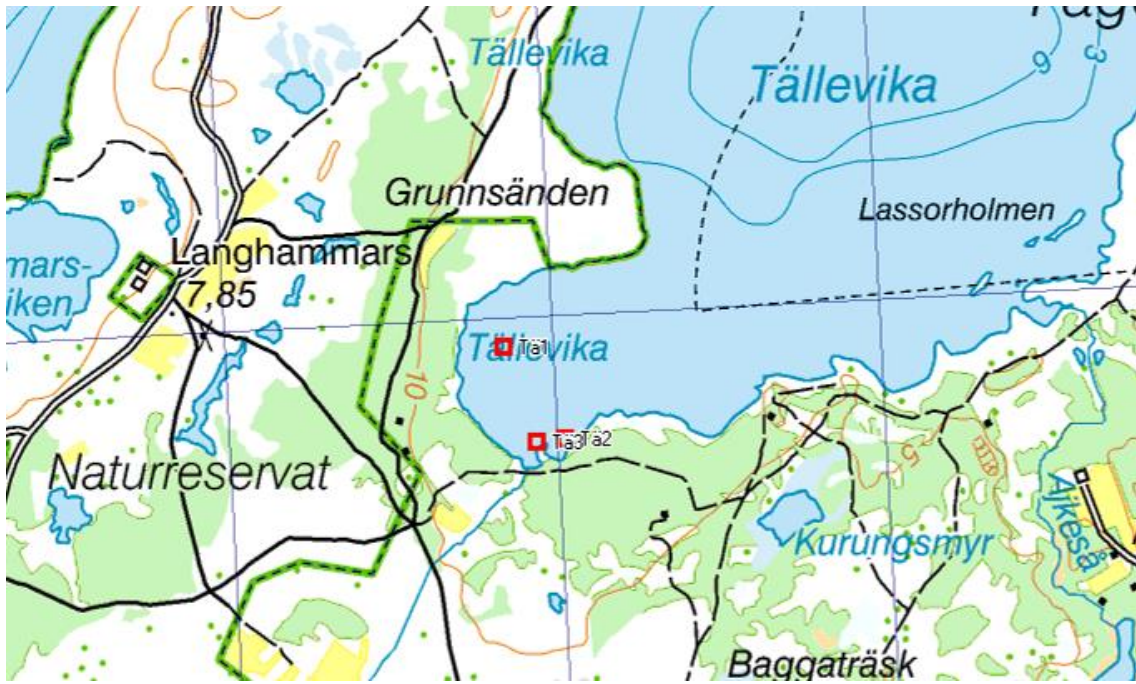 Tällevika
Tällevika
6
3
Grunnsänden
Lassorholmen
Langhammars
7,85
mars-
iken
Tällevika
Tä1
10
Tä3
Tä2
Naturreservat
5
Kurungsmyr
Ajkeså
Baggaträsk